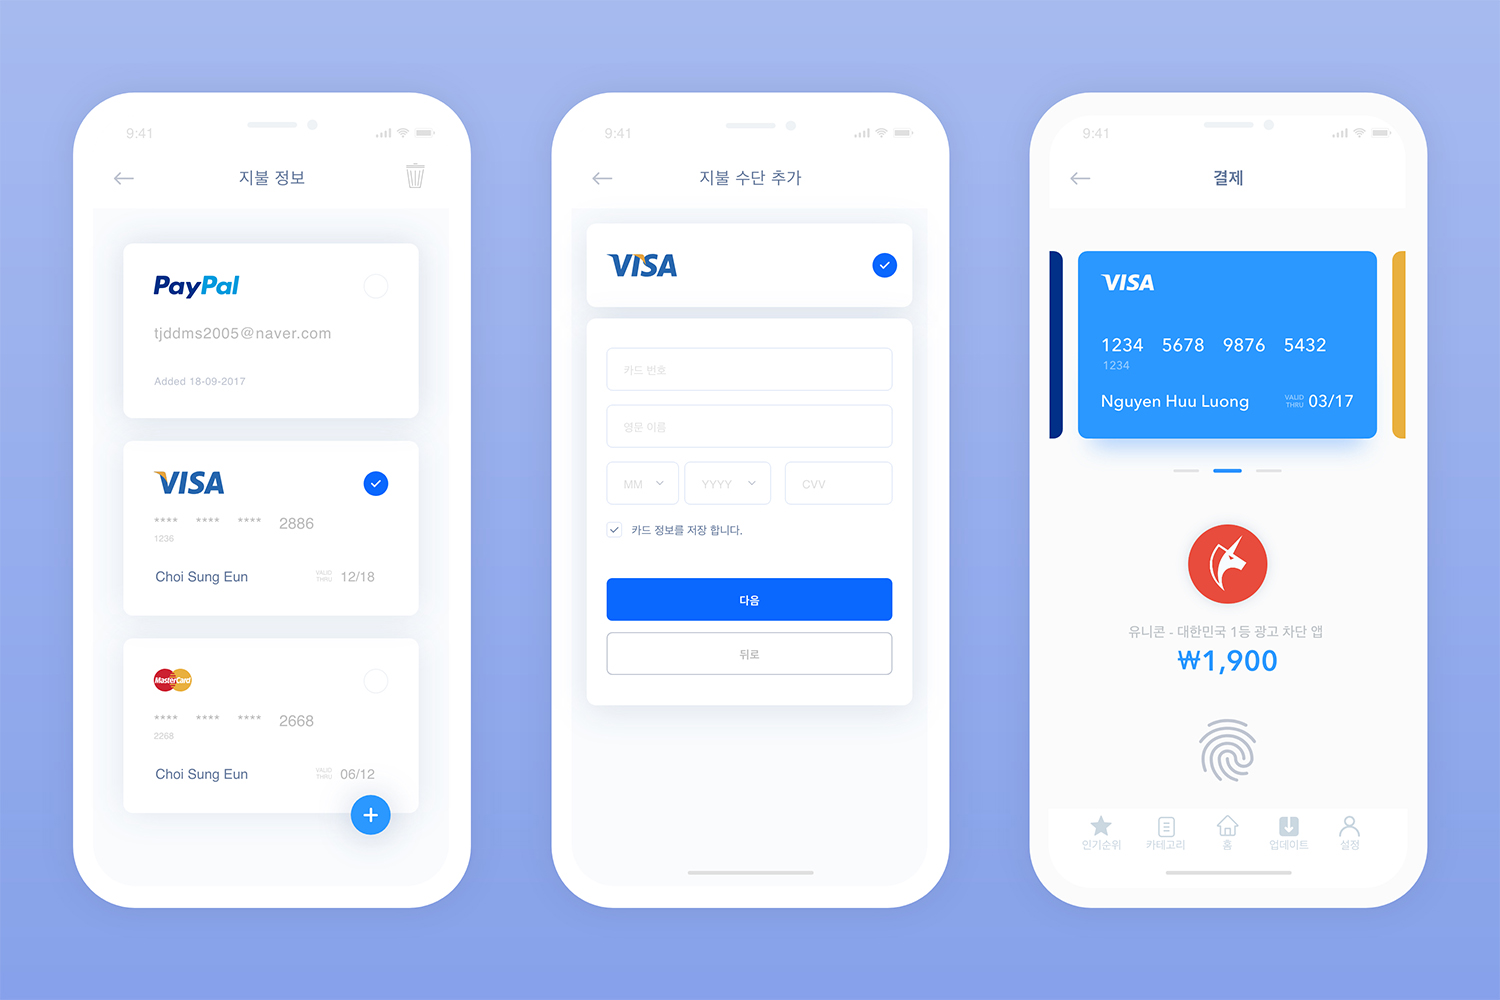 9:41
지불 정보
PayPal
tjddms2005@naver.com
Added 18-09-2017
VISA
**** **** **** 2886
1236
Choi Sung Eun VALID THRU 12/18
MasterCard
**** **** **** 2668
2268
Choi Sung Eun VALID THRU 06/12
+
9:41
지불 수단 추가
VISA
카드 번호
영문 이름
MM YYYY CVV
카드 정보를 저장 합니다.
다음
뒤로
9:41
결제
VISA
1234 5678 9876 5432
1234
Nguyen Huu Luong VALID THRU 03/17
유니콘 - 대한민국 1등 광고 차단 앱
₩1,900
인기순위 카테고리 홈 업데이트 설정